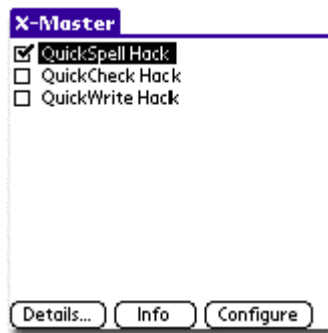 X-Master
QuickSpell Hack
QuickCheck Hack
QuickWrite Hack
Details... Info Configure